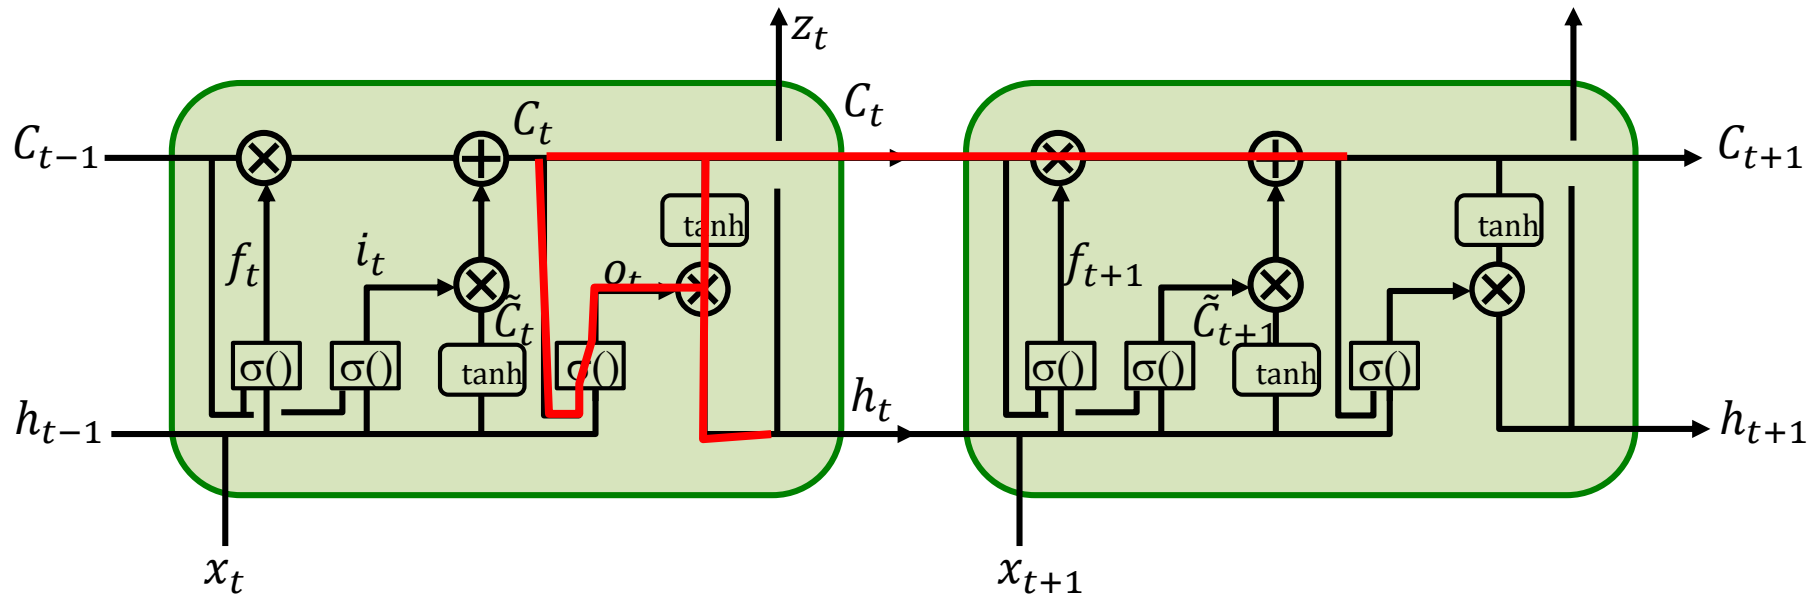 z_t
C_{t-1}
C_t
C_t
C_{t+1}
f_t
i_t
o_t
tanh
f_{t+1}
tanh
C̃_t
C̃_{t+1}
σ()
σ()
tanh
σ()
σ()
σ()
tanh
σ()
h_{t-1}
h_t
h_{t+1}
x_t
x_{t+1}